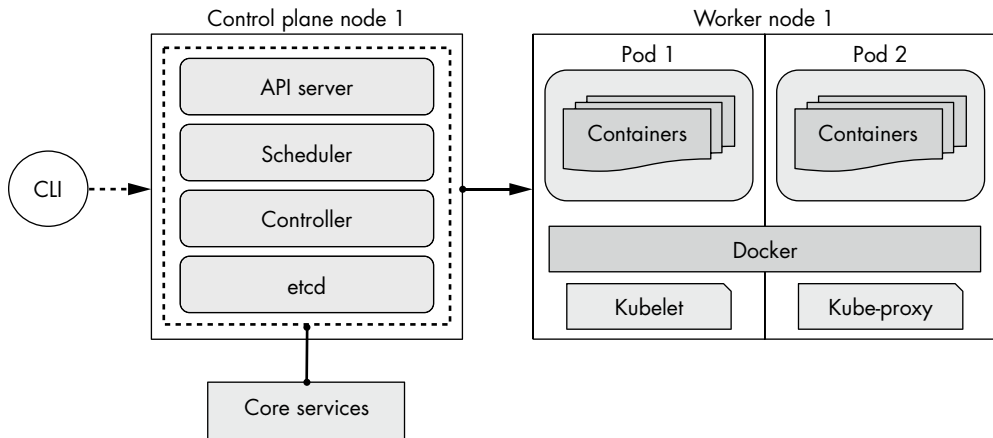 Control plane node 1
API server
Scheduler
Controller
etcd
CLI
Core services
Worker node 1
Pod 1
Pod 2
Containers
Containers
Docker
Kubelet
Kube-proxy